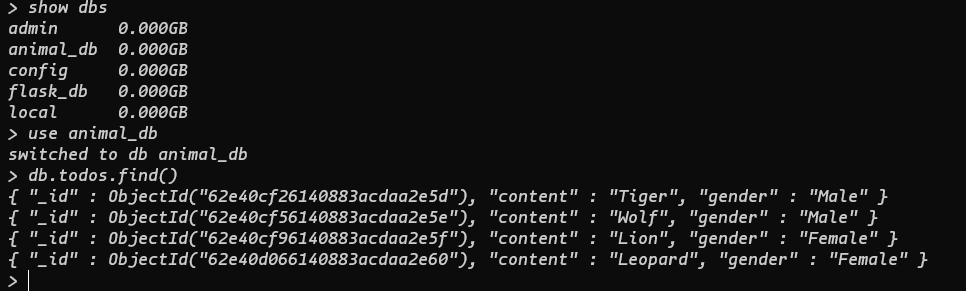 > show dbs
admin      0.000GB
animal_db  0.000GB
config     0.000GB
flask_db   0.000GB
local      0.000GB
> use animal_db
switched to db animal_db
> db.todos.find()
{ "_id" : ObjectId("62e40cf26140883acdaa2e5d"), "content" : "Tiger", "gender" : "Male" }
{ "_id" : ObjectId("62e40cf56140883acdaa2e5e"), "content" : "Wolf", "gender" : "Male" }
{ "_id" : ObjectId("62e40cf96140883acdaa2e5f"), "content" : "Lion", "gender" : "Female" }
{ "_id" : ObjectId("62e40d066140883acdaa2e60"), "content" : "Leopard", "gender" : "Female" }
>